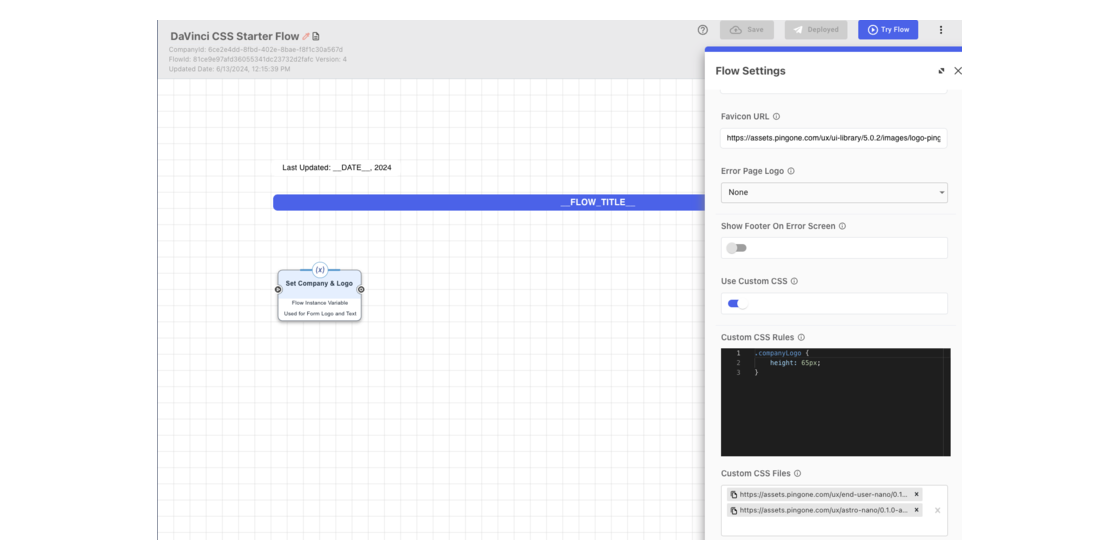 DaVinci CSS Starter Flow
CompanyId: 6ce2e4dd-8fbd-402e-8bae-f8f1c30a567d
FlowId: 81ce9e97afd36055341dc23732d2fafc Version: 4
Updated Date: 6/13/2024, 12:15:39 PM
Save
Deployed
Try Flow
Flow Settings
Favicon URL
https://assets.pingone.com/ux/ui-library/5.0.2/images/logo-ping
Error Page Logo
None
Show Footer On Error Screen
Use Custom CSS
Custom CSS Rules
1 .companyLogo {
2 height: 65px;
3 }
Custom CSS Files
https://assets.pingone.com/ux/end-user-nano/0.1...
https://assets.pingone.com/ux/astro-nano/0.1.0-a...
Last Updated: __DATE__, 2024
__FLOW_TITLE__
(x)
Set Company & Logo
Flow Instance Variable
Used for Form Logo and Text